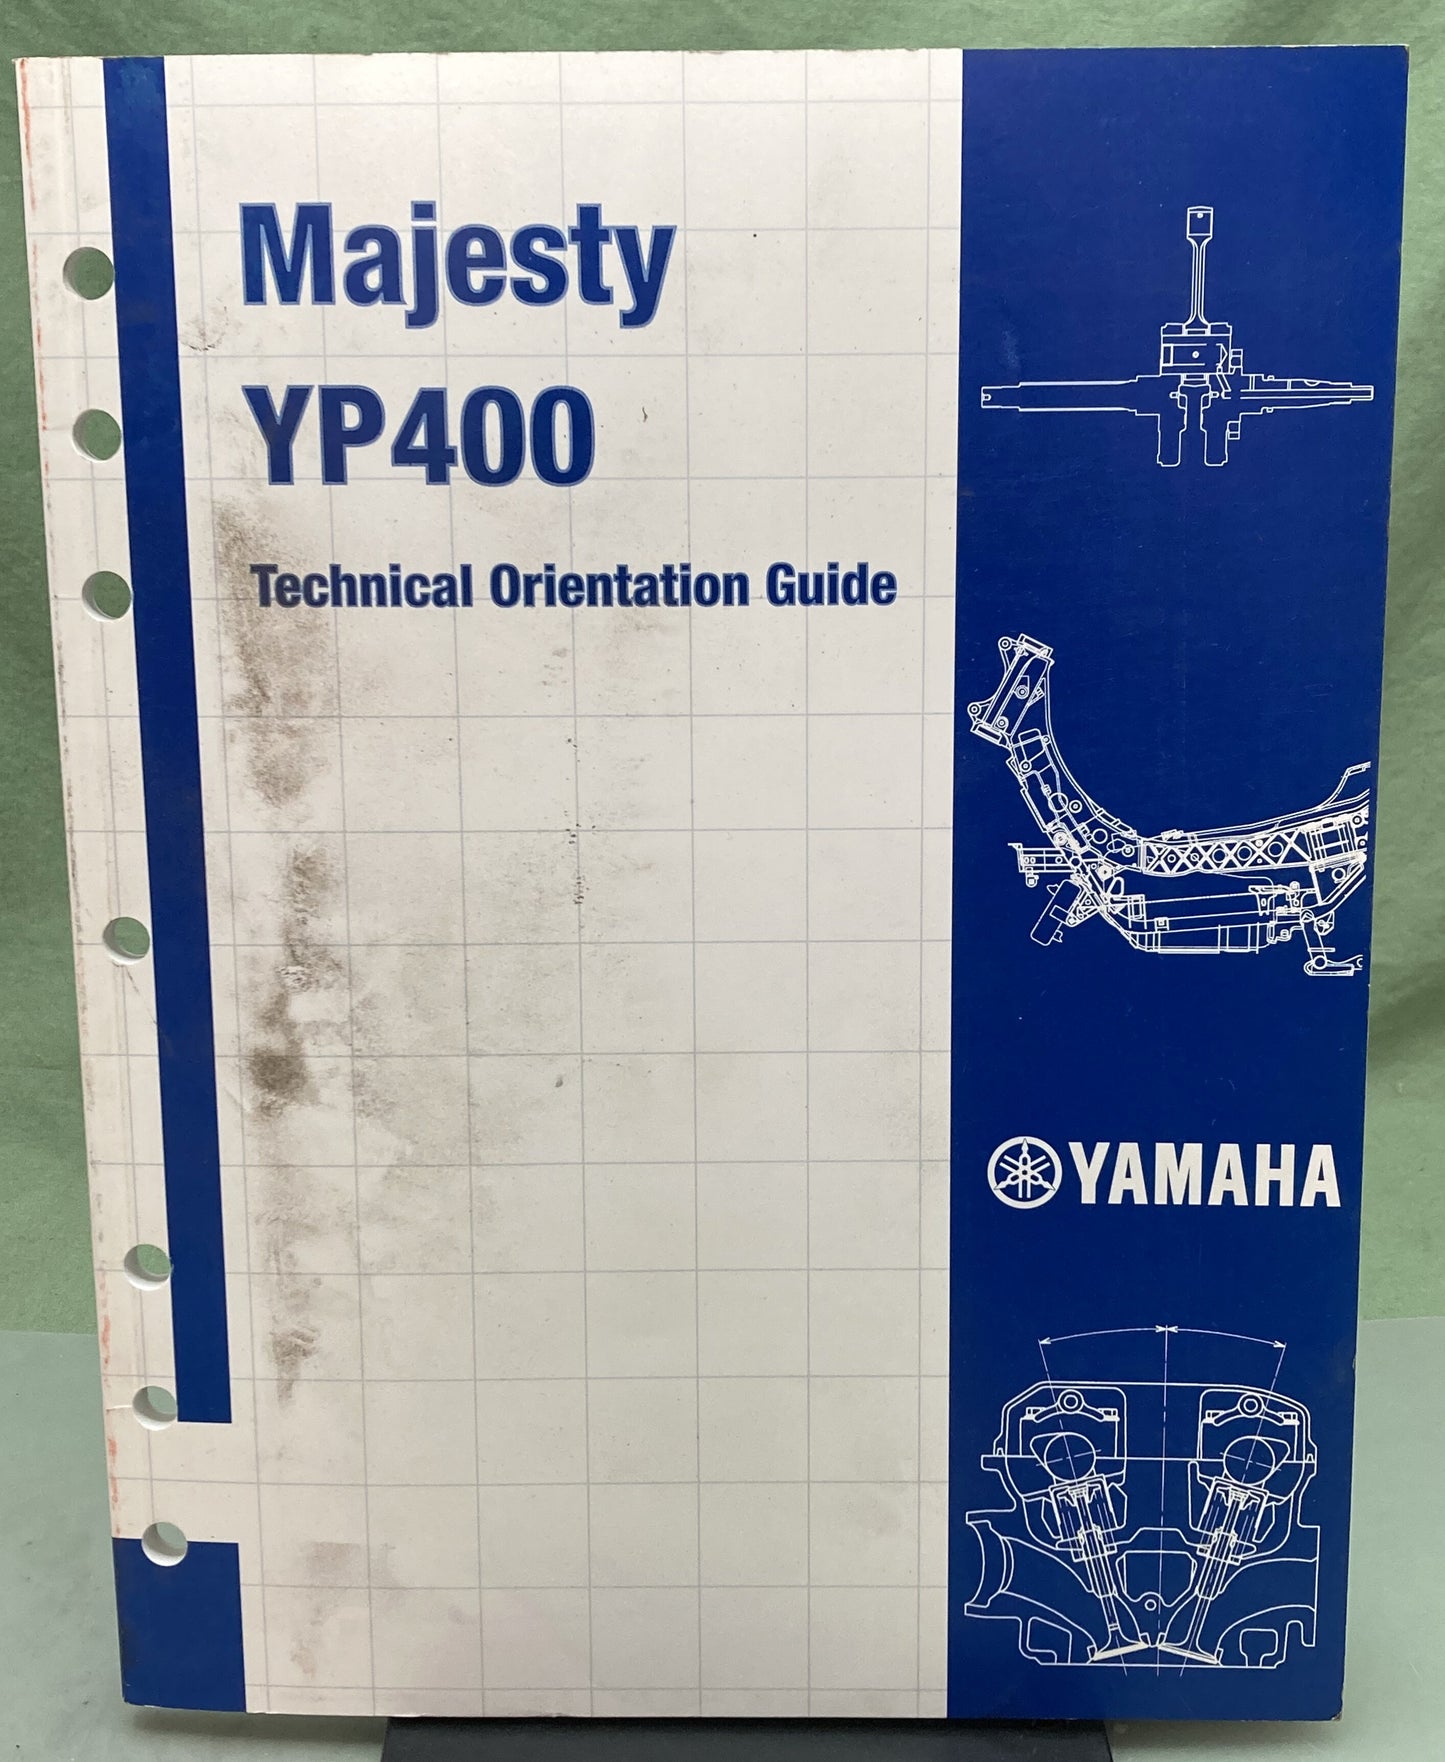 Majesty
YP400
Technical Orientation Guide
YAMAHA